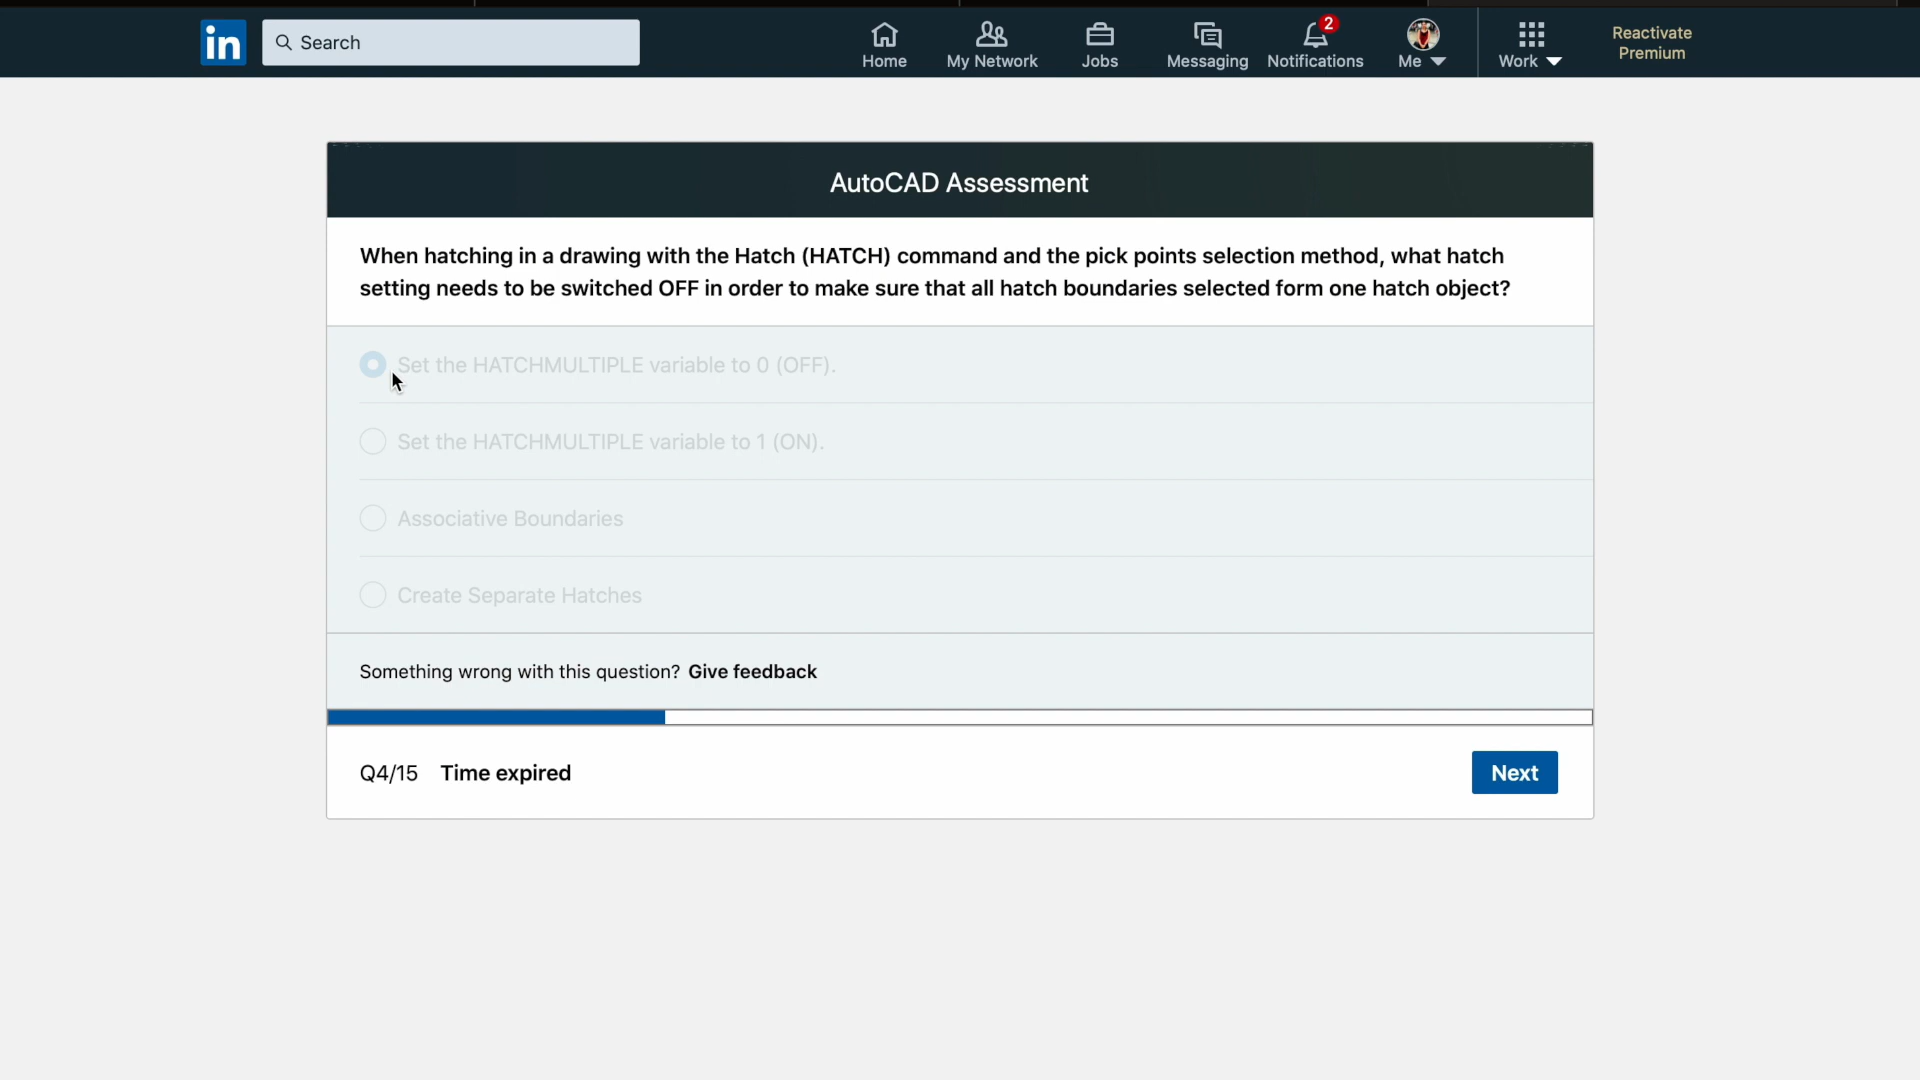 in
Search
Home
My Network
Jobs
Messaging
2
Notifications
Me
Work
Reactivate
Premium
AutoCAD Assessment
When hatching in a drawing with the Hatch (HATCH) command and the pick points selection method, what hatch
setting needs to be switched OFF in order to make sure that all hatch boundaries selected form one hatch object?
Set the HATCHMULTIPLE variable to 0 (OFF).
Set the HATCHMULTIPLE variable to 1 (ON).
Associative Boundaries
Create Separate Hatches
Something wrong with this question? Give feedback
Q4/15 Time expired
Next